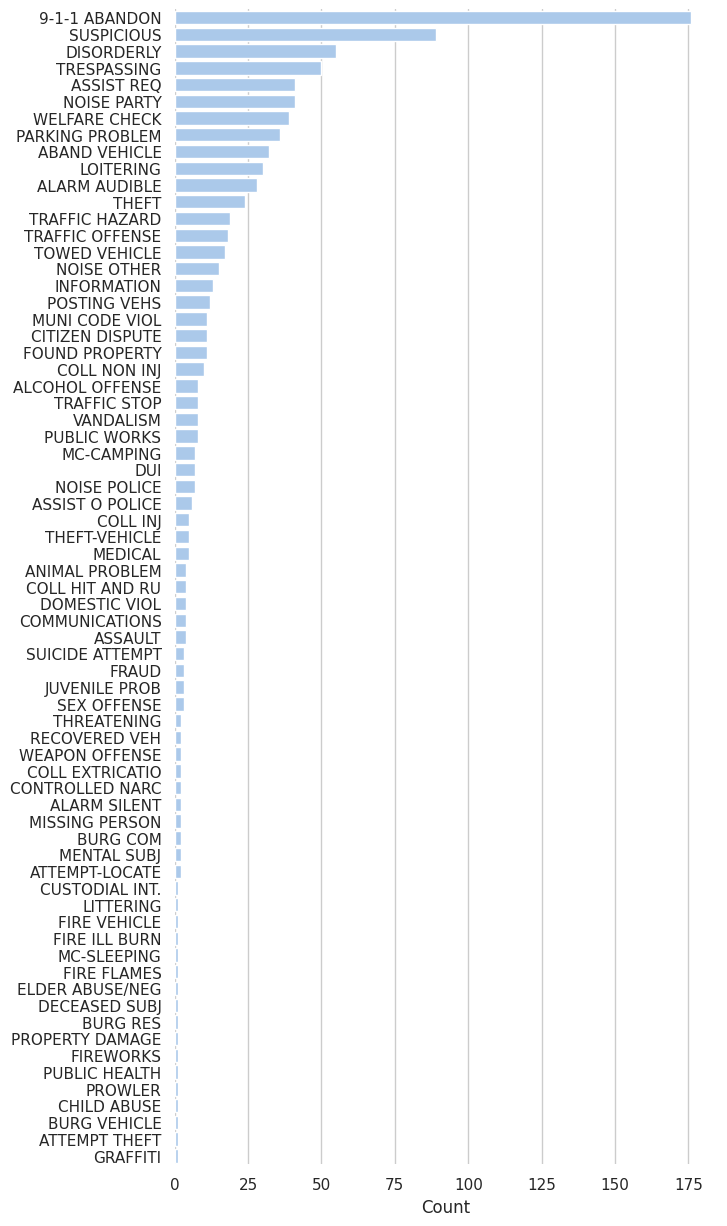 9-1-1 ABANDON
SUSPICIOUS
DISORDERLY
TRESPASSING
ASSIST REQ
NOISE PARTY
WELFARE CHECK
PARKING PROBLEM
ABAND VEHICLE
LOITERING
ALARM AUDIBLE
THEFT
TRAFFIC HAZARD
TRAFFIC OFFENSE
TOWED VEHICLE
NOISE OTHER
INFORMATION
POSTING VEHS
MUNI CODE VIOL
CITIZEN DISPUTE
FOUND PROPERTY
COLL NON INJ
ALCOHOL OFFENSE
TRAFFIC STOP
VANDALISM
PUBLIC WORKS
MC-CAMPING
DUI
NOISE POLICE
ASSIST O POLICE
COLL INJ
THEFT-VEHICLE
MEDICAL
ANIMAL PROBLEM
COLL HIT AND RU
DOMESTIC VIOL
COMMUNICATIONS
ASSAULT
SUICIDE ATTEMPT
FRAUD
JUVENILE PROB
SEX OFFENSE
THREATENING
RECOVERED VEH
WEAPON OFFENSE
COLL EXTRICATIO
CONTROLLED NARC
ALARM SILENT
MISSING PERSON
BURG COM
MENTAL SUBJ
ATTEMPT-LOCATE
CUSTODIAL INT.
LITTERING
FIRE VEHICLE
FIRE ILL BURN
MC-SLEEPING
FIRE FLAMES
ELDER ABUSE/NEG
DECEASED SUBJ
BURG RES
PROPERTY DAMAGE
FIREWORKS
PUBLIC HEALTH
PROWLER
CHILD ABUSE
BURG VEHICLE
ATTEMPT THEFT
GRAFFITI
0 25 50 75 100 125 150 175
Count